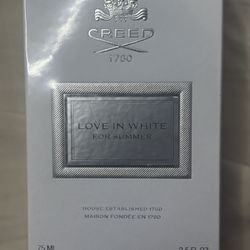 CREED
1760
LOVE IN WHITE
FOR SUMMER
HOUSE ESTABLISHED 1760
MAISON FONDÉE EN 1760
75 ML
2.5 FL.OZ